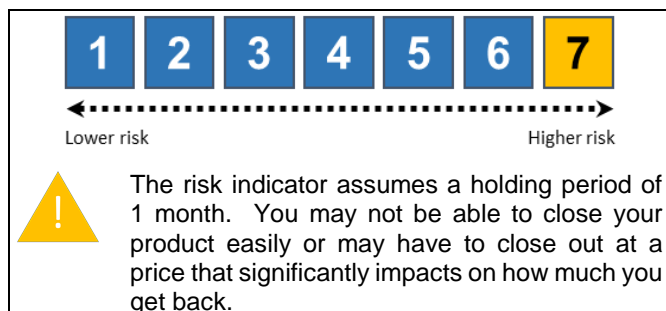 1 2 3 4 5 6 7
Lower risk Higher risk
!
The risk indicator assumes a holding period of
1 month. You may not be able to close your
product easily or may have to close out at a
price that significantly impacts on how much you
get back.